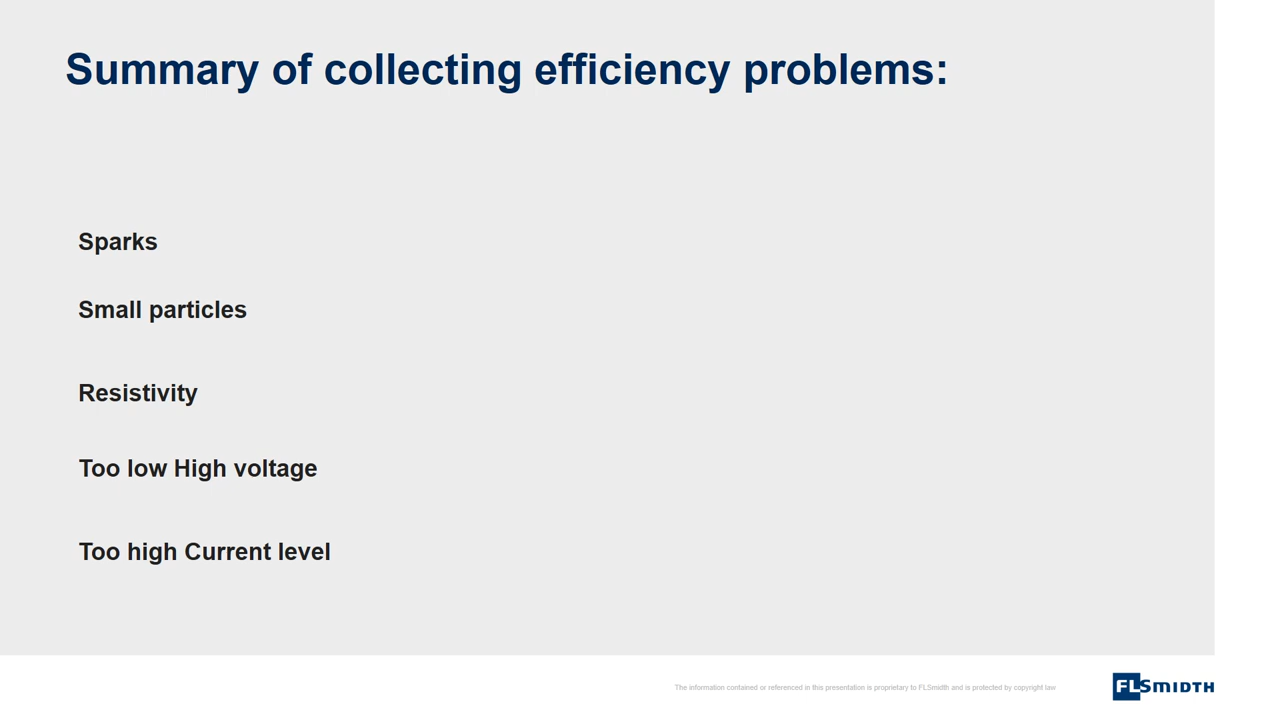 Summary of collecting efficiency problems:
Sparks
Small particles
Resistivity
Too low High voltage
Too high Current level
The information contained or referenced in this presentation is proprietary to FLSmidth and is protected by copyright law
FLSMIDTH